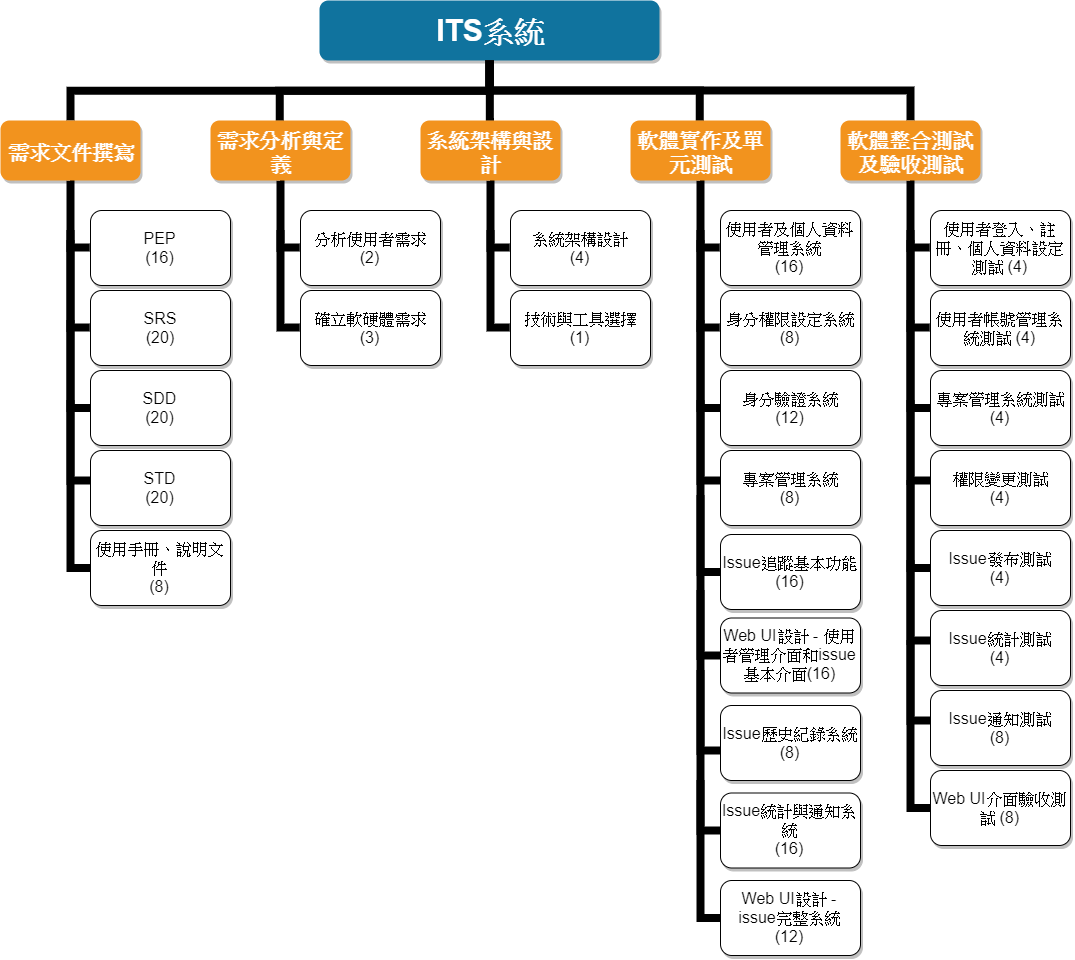 ITS系統
需求文件撰寫
需求分析與定
義
系統架構與設
計
軟體實作及單
元測試
軟體整合測試
及驗收測試
PEP
(16)
SRS
(20)
SDD
(20)
STD
(20)
使用手冊、說明文
件
(8)
分析使用者需求
(2)
確立軟硬體需求
(3)
系統架構設計
(4)
技術與工具選擇
(1)
使用者及個人資料
管理系統
(16)
身分權限設定系統
(8)
身分驗證系統
(12)
專案管理系統
(8)
Issue追蹤基本功能
(16)
Web UI設計 - 使用
者管理介面和issue
基本介面(16)
Issue歷史紀錄系統
(8)
Issue統計與通知系
統
(16)
Web UI設計 -
issue完整系統
(12)
使用者登入、註
冊、個人資料設定
測試 (4)
使用者帳號管理系
統測試 (4)
專案管理系統測試
(4)
權限變更測試
(4)
Issue發布測試
(4)
Issue統計測試
(4)
Issue通知測試
(8)
Web UI介面驗收測
試 (8)